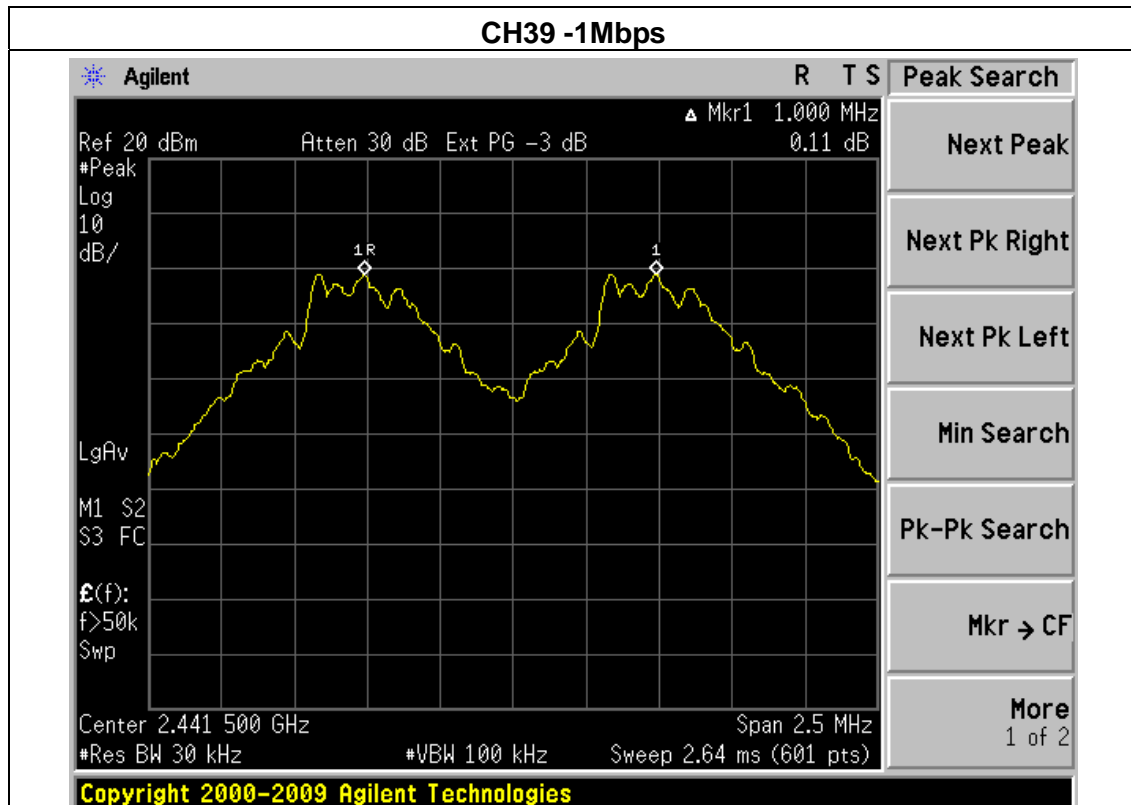 CH39 -1Mbps
Agilent R T S Peak Search
Δ Mkr1 1.000 MHz
Ref 20 dBm Atten 30 dB Ext PG -3 dB 0.11 dB
#Peak
Log
10
dB/
1R 1
LgAv
M1 S2
S3 FC
£(f):
f>50k
Swp
Center 2.441 500 GHz Span 2.5 MHz
#Res BW 30 kHz #VBW 100 kHz Sweep 2.64 ms (601 pts)
Copyright 2000-2009 Agilent Technologies
Next Peak
Next Pk Right
Next Pk Left
Min Search
Pk-Pk Search
Mkr → CF
More
1 of 2